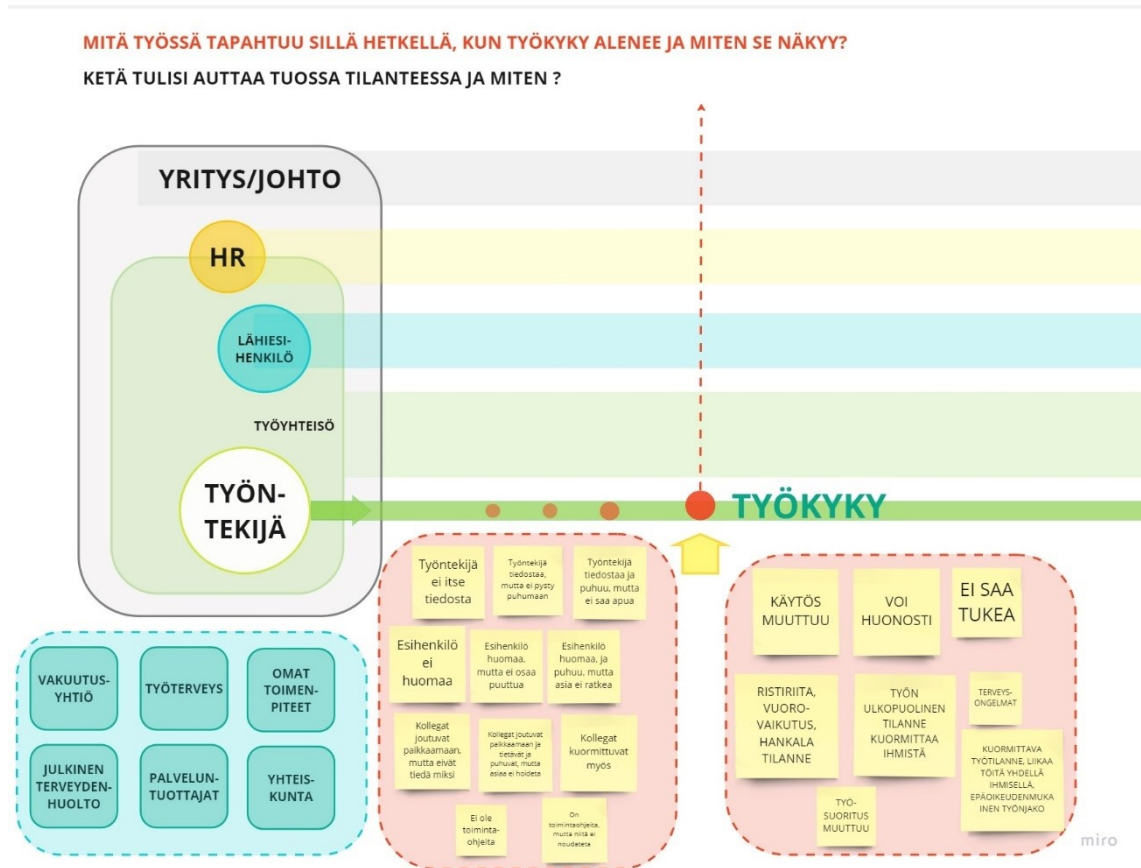 MITÄ TYÖSSÄ TAPAHTUU SILLÄ HETKELLÄ, KUN TYÖKYKY ALENEE JA MITEN SE NÄKYY?
KETÄ TULISI AUTTAA TUOSSA TILANTEESSA JA MITEN ?
YRITYS/JOHTO
HR
LÄHIESI-
HENKILÖ
TYÖYHTEISÖ
TYÖN-
TEKIJÄ
TYÖKYKY
VAKUUTUS-
YHTIÖ
TYÖTERVEYS
OMAT
TOIMEN-
PITEET
JULKINEN
TERVEYDEN-
HUOLTO
PALVELUN-
TUOTTAJAT
YHTEIS-
KUNTA
Työntekijä
ei itse
tiedosta
Työntekijä
tiedostaa,
mutta ei pysty
puhumaan
Työntekijä
tiedostaa ja
puhuu, mutta
ei saa apua
Esihenkilö
ei
huomaa
Esihenkilö
huomaa,
mutta ei osaa
puuttua
Esihenkilö
huomaa, ja
puhuu, mutta
asia ei ratkea
Kollegat
joutuvat
paikkaamaan,
mutta eivät
tiedä miksi
Kollegat joutuvat
paikkaamaan ja
tietävät ja
puhuvat, mutta
asiaa ei hoideta
Kollegat
kuormittuvat
myös
Ei ole
toiminta-
ohjeita
On
toimintaohjeita,
mutta niitä ei
noudateta
KÄYTÖS
MUUTTUU
VOI
HUONOSTI
EI SAA
TUKEA
RISTIRIITA,
VUORO-
VAIKUTUS,
HANKALA
TILANNE
TYÖN
ULKOPUOLINEN
TILANNE
KUORMITTAA
IHMISTÄ
TERVEYS-
ONGELMAT
TYÖ-
SUORITUS
MUUTTUU
KUORMITTAVA
TYÖTILANNE, LIIKAA
TÖITÄ YHDELLÄ
IHMISELLÄ,
EPÄOIKEUDENMUKA
INEN TYÖNJAKO
miro